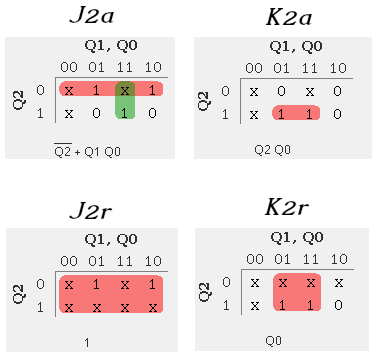 J2a
Q1, Q0
00 01 11 10
Q2
0 x 1 x 1
1 x 0 1 0
Q2 + Q1 Q0
K2a
Q1, Q0
00 01 11 10
Q2
0 x 0 x 0
1 x 1 1 0
Q2 Q0
J2r
Q1, Q0
00 01 11 10
Q2
0 x 1 x 1
1 x x x x
1
K2r
Q1, Q0
00 01 11 10
Q2
0 x x x x
1 x 1 1 0
Q0